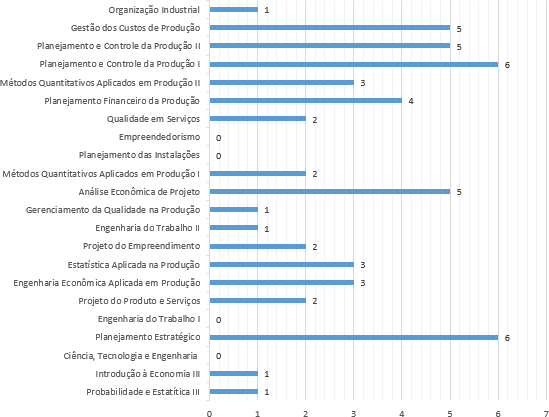 Organização Industrial 1
Gestão dos Custos de Produção 5
Planejamento e Controle da Produção II 5
Planejamento e Controle da Produção I 6
Métodos Quantitativos Aplicados em Produção II 3
Planejamento Financeiro da Produção 4
Qualidade em Serviços 2
Empreendedorismo 0
Planejamento das Instalações 0
Métodos Quantitativos Aplicados em Produção I 2
Análise Econômica de Projeto 5
Gerenciamento da Qualidade na Produção 1
Engenharia do Trabalho II 1
Projeto do Empreendimento 2
Estatística Aplicada na Produção 3
Engenharia Econômica Aplicada em Produção 3
Projeto do Produto e Serviços 2
Engenharia do Trabalho I 0
Planejamento Estratégico 6
Ciência, Tecnologia e Engenharia 0
Introdução à Economia III 1
Probabilidade e Estatítica III 1
0 1 2 3 4 5 6 7